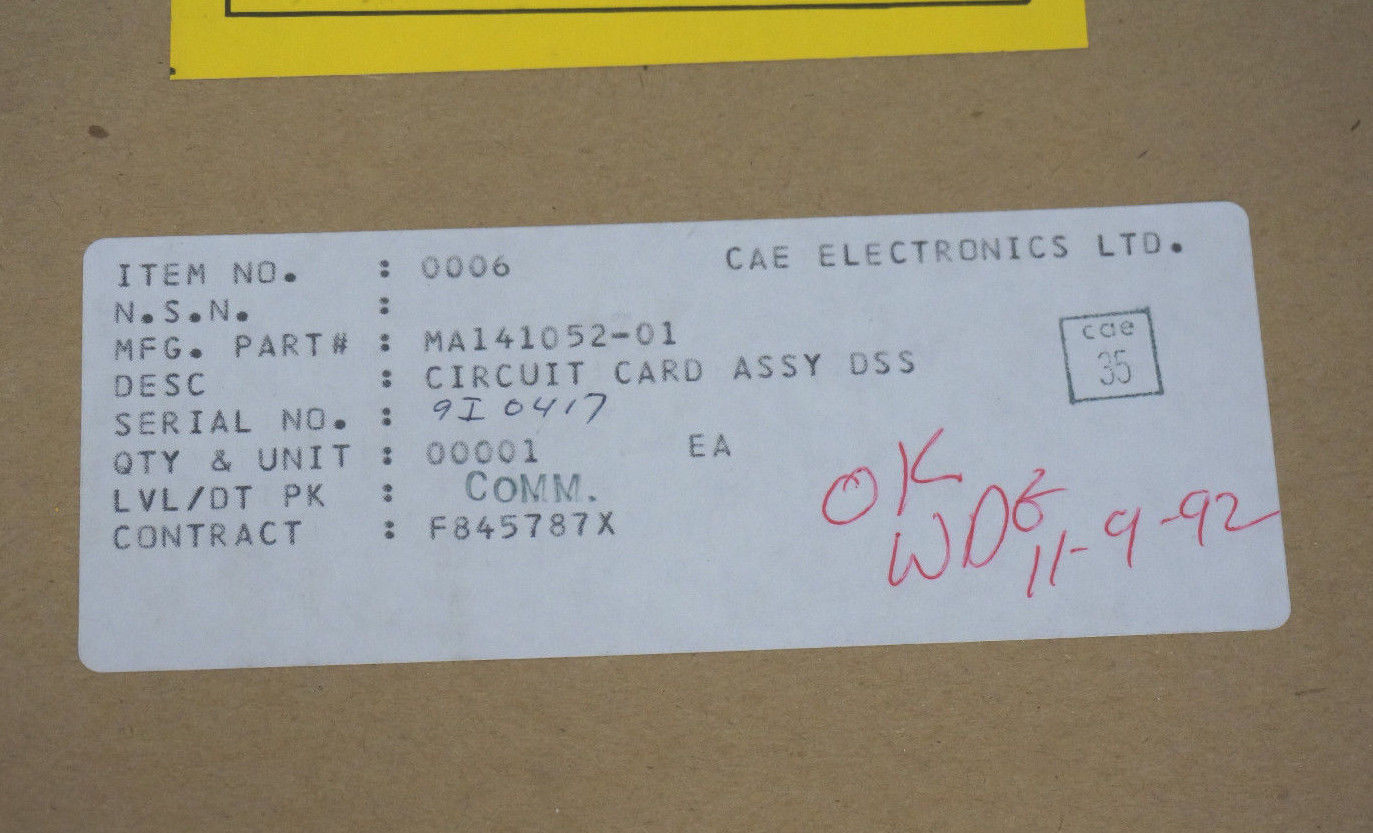 ITEM NO. : 0006 CAE ELECTRONICS LTD.
N.S.N. :
MFG. PART# : MA141052-01
DESC : CIRCUIT CARD ASSY DSS
SERIAL NO. : 9I0417
QTY & UNIT : 00001 EA
LVL/DT PK : COMM.
CONTRACT : F845787X
cae
35
OK
WDE
11-9-92